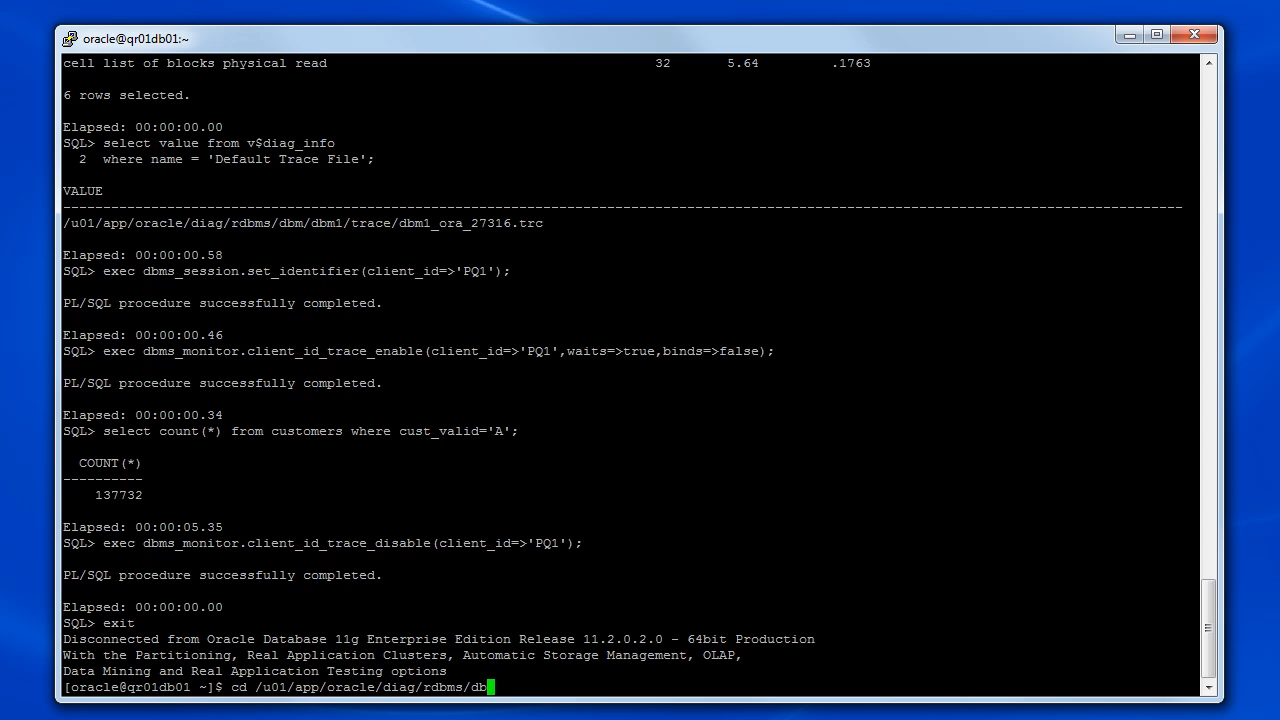 oracle@qr01db01:~
cell list of blocks physical read 32 5.64 .1763
6 rows selected.
Elapsed: 00:00:00.00
SQL> select value from v$diag_info
2 where name = 'Default Trace File';
VALUE
--------------------------------------------------------------------------------------------------------------------------------------------
/u01/app/oracle/diag/rdbms/dbm/dbm1/trace/dbm1_ora_27316.trc
Elapsed: 00:00:00.58
SQL> exec dbms_session.set_identifier(client_id=>'PQ1');
PL/SQL procedure successfully completed.
Elapsed: 00:00:00.46
SQL> exec dbms_monitor.client_id_trace_enable(client_id=>'PQ1',waits=>true,binds=>false);
PL/SQL procedure successfully completed.
Elapsed: 00:00:00.34
SQL> select count(*) from customers where cust_valid='A';
COUNT(*)
----------
137732
Elapsed: 00:00:05.35
SQL> exec dbms_monitor.client_id_trace_disable(client_id=>'PQ1');
PL/SQL procedure successfully completed.
Elapsed: 00:00:00.00
SQL> exit
Disconnected from Oracle Database 11g Enterprise Edition Release 11.2.0.2.0 - 64bit Production
With the Partitioning, Real Application Clusters, Automatic Storage Management, OLAP,
Data Mining and Real Application Testing options
[oracle@qr01db01 ~]$ cd /u01/app/oracle/diag/rdbms/db